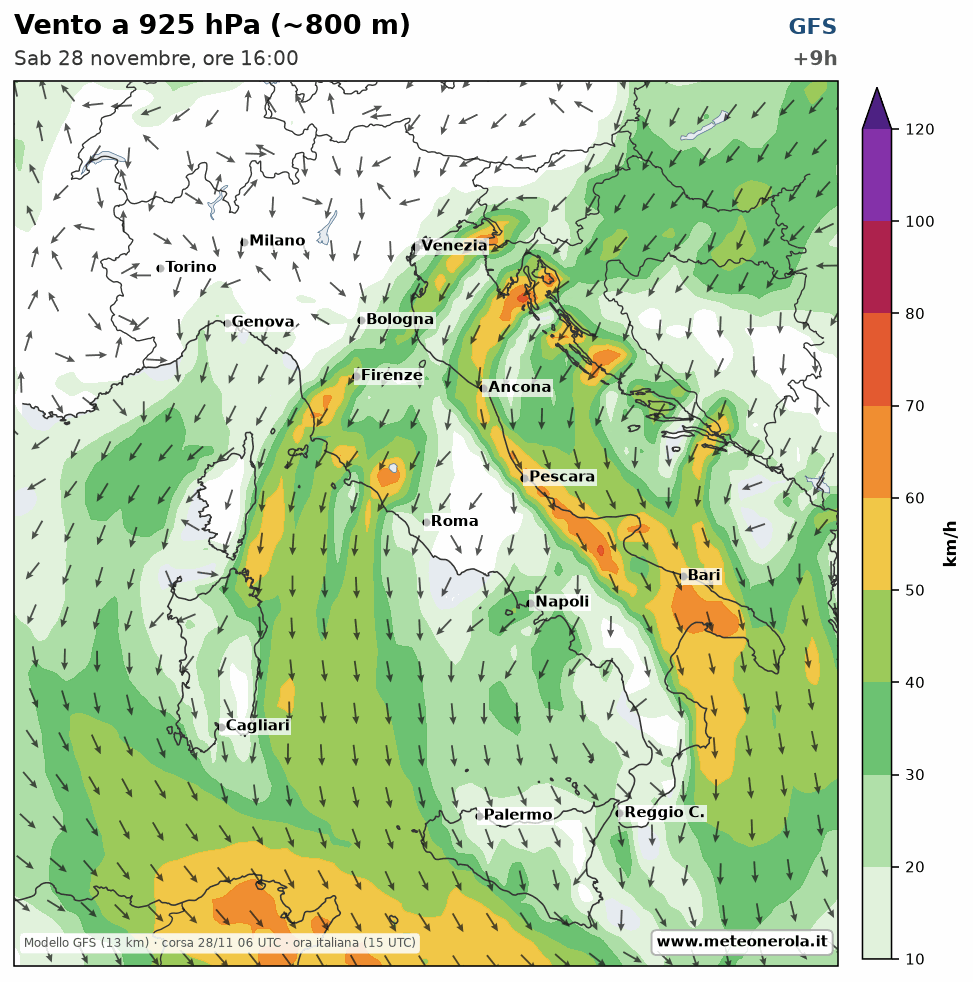 Vento a 925 hPa (~800 m)
GFS
Sab 28 novembre, ore 16:00
+9h
120
100
80
70
60
50
40
30
20
10
km/h
Venezia
Milano
Torino
Genova
Bologna
Firenze
Ancona
Pescara
Roma
Bari
Napoli
Cagliari
Palermo
Reggio C.
Modello GFS (13 km) · corsa 28/11 06 UTC · ora italiana (15 UTC)
www.meteonerola.it